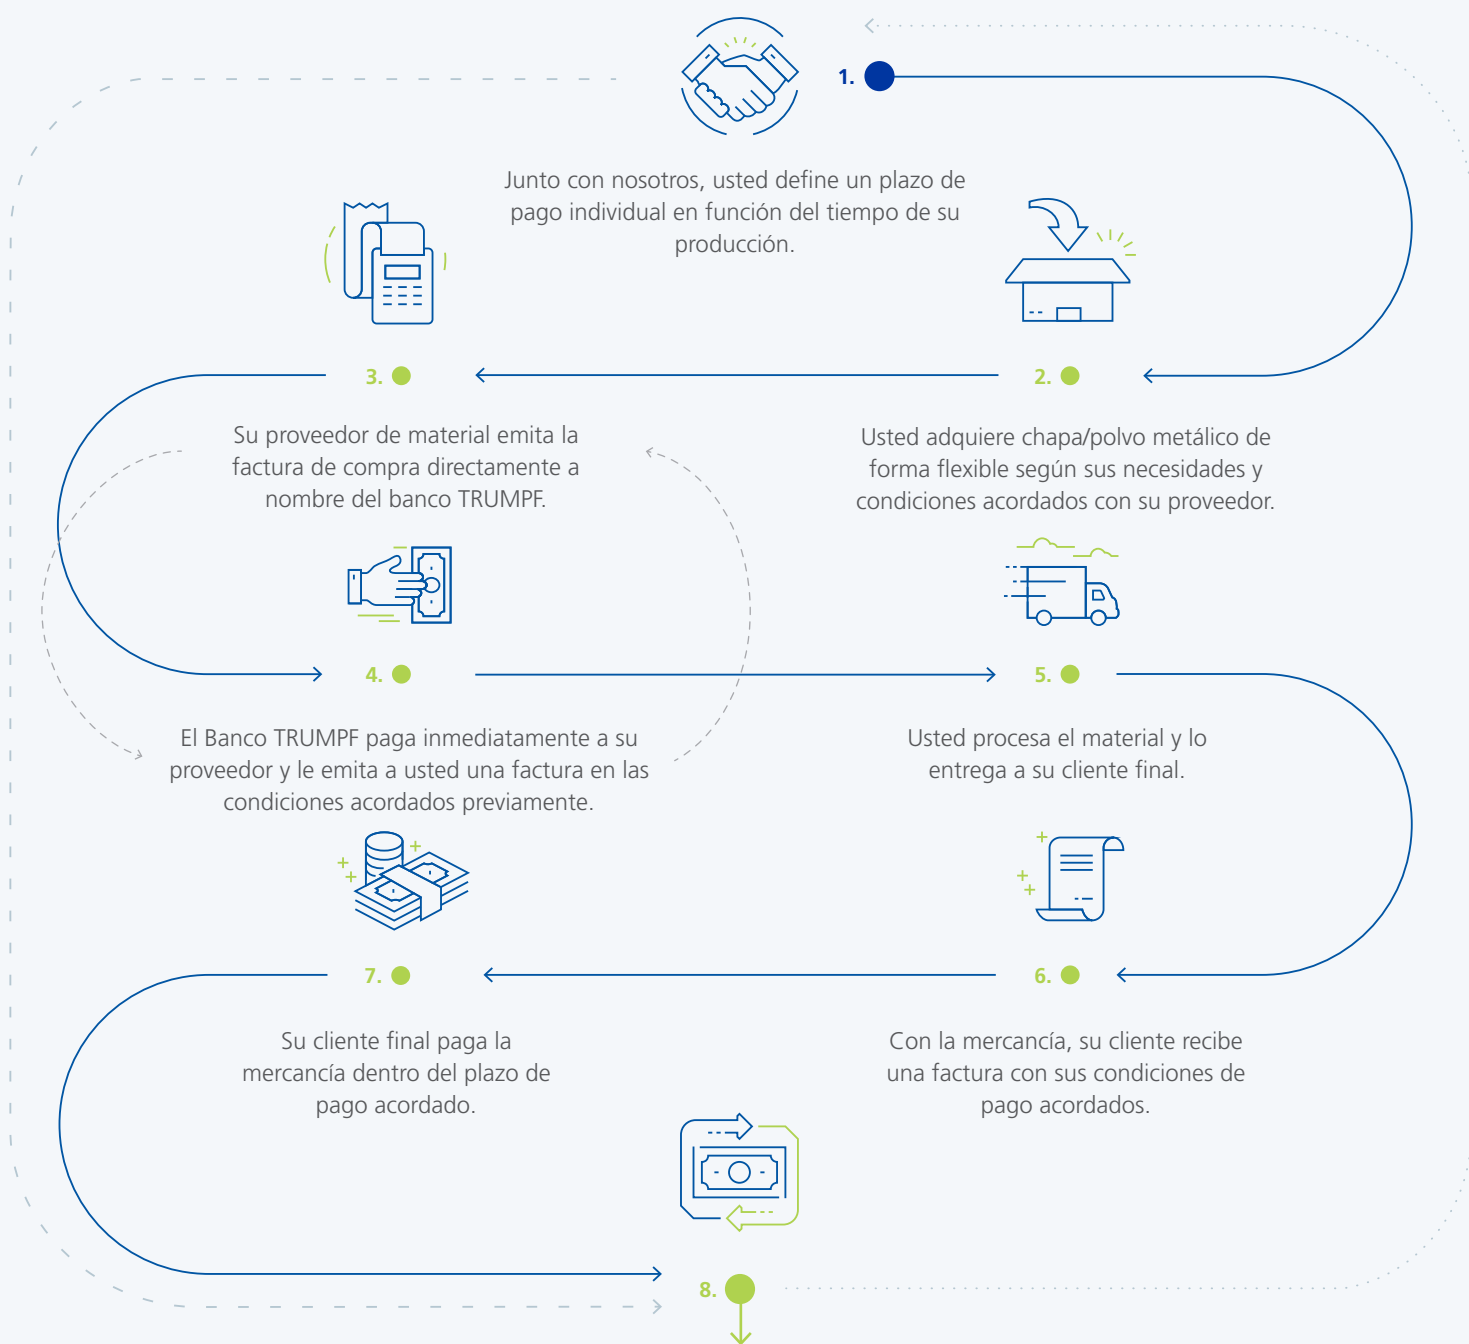 1.
Junto con nosotros, usted define un plazo de
pago individual en función del tiempo de su
producción.
2.
Usted adquiere chapa/polvo metálico de
forma flexible según sus necesidades y
condiciones acordados con su proveedor.
3.
Su proveedor de material emita la
factura de compra directamente a
nombre del banco TRUMPF.
4.
El Banco TRUMPF paga inmediatamente a su
proveedor y le emita a usted una factura en las
condiciones acordados previamente.
5.
Usted procesa el material y lo
entrega a su cliente final.
6.
Con la mercancía, su cliente recibe
una factura con sus condiciones de
pago acordados.
7.
Su cliente final paga la
mercancía dentro del plazo de
pago acordado.
8.